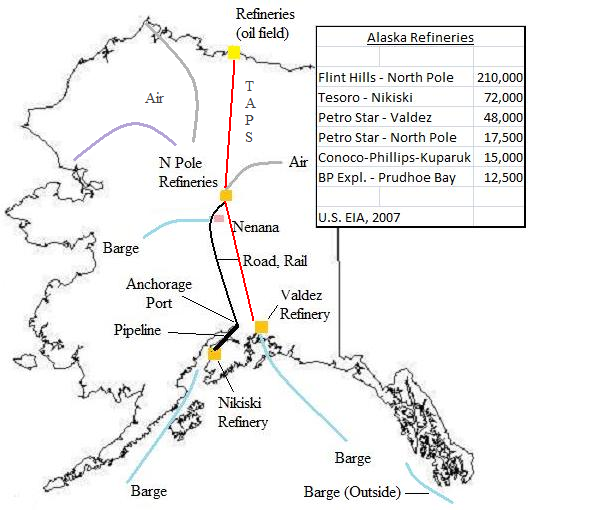 Refineries
(oil field)
Alaska Refineries
Flint Hills - North Pole 210,000
Tesoro - Nikiski 72,000
Petro Star - Valdez 48,000
Petro Star - North Pole 17,500
Conoco-Phillips-Kuparuk 15,000
BP Expl. - Prudhoe Bay 12,500
U.S. EIA, 2007
Air
T
A
P
S
N Pole
Refineries
Air
Nenana
Barge
Road, Rail
Anchorage
Port
Valdez
Refinery
Pipeline
Nikiski
Refinery
Barge
Barge
Barge (Outside)